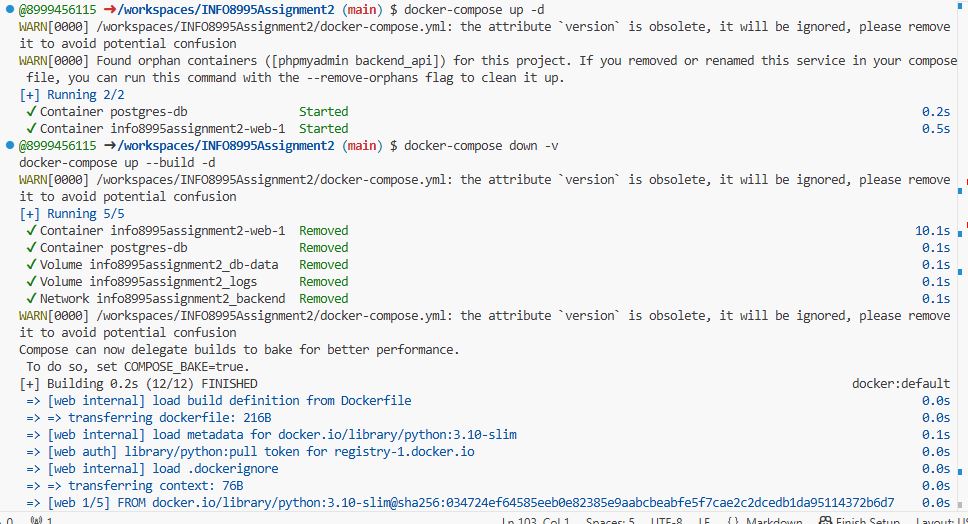 @8999456115 ➜/workspaces/INFO8995Assignment2 (main) $ docker-compose up -d
WARN[0000] /workspaces/INFO8995Assignment2/docker-compose.yml: the attribute `version` is obsolete, it will be ignored, please remove
it to avoid potential confusion
WARN[0000] Found orphan containers ([phpmyadmin backend_api]) for this project. If you removed or renamed this service in your compose
file, you can run this command with the --remove-orphans flag to clean it up.
[+] Running 2/2
✔ Container postgres-db Started 0.2s
✔ Container info8995assignment2-web-1 Started 0.5s
@8999456115 ➜/workspaces/INFO8995Assignment2 (main) $ docker-compose down -v
docker-compose up --build -d
WARN[0000] /workspaces/INFO8995Assignment2/docker-compose.yml: the attribute `version` is obsolete, it will be ignored, please remove
it to avoid potential confusion
[+] Running 5/5
✔ Container info8995assignment2-web-1 Removed 10.1s
✔ Container postgres-db Removed 0.1s
✔ Volume info8995assignment2_db-data Removed 0.1s
✔ Volume info8995assignment2_logs Removed 0.1s
✔ Network info8995assignment2_backend Removed 0.1s
WARN[0000] /workspaces/INFO8995Assignment2/docker-compose.yml: the attribute `version` is obsolete, it will be ignored, please remove
it to avoid potential confusion
Compose can now delegate builds to bake for better performance.
To do so, set COMPOSE_BAKE=true.
[+] Building 0.2s (12/12) FINISHED docker:default
=> [web internal] load build definition from Dockerfile 0.0s
=> => transferring dockerfile: 216B 0.0s
=> [web internal] load metadata for docker.io/library/python:3.10-slim 0.1s
=> [web auth] library/python:pull token for registry-1.docker.io 0.0s
=> [web internal] load .dockerignore 0.0s
=> => transferring context: 76B 0.0s
=> [web 1/5] FROM docker.io/library/python:3.10-slim@sha256:034724ef64585eeb0e82385e9aabcbeabfe5f7cae2c2dcedb1da95114372b6d7 0.0s
Ln 103, Col 1 Spaces: 5 UTF-8 LF {} Markdown Finish Setup Layout: US